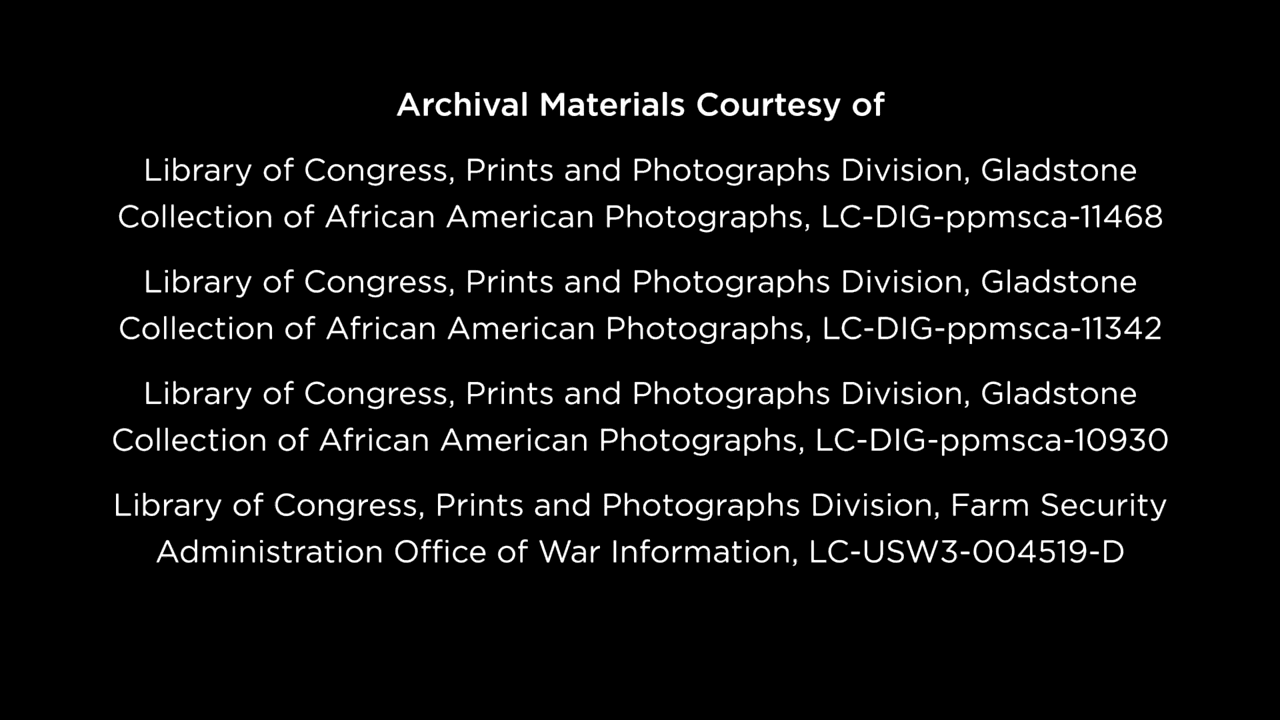 Archival Materials Courtesy of
Library of Congress, Prints and Photographs Division, Gladstone
Collection of African American Photographs, LC-DIG-ppmsca-11468
Library of Congress, Prints and Photographs Division, Gladstone
Collection of African American Photographs, LC-DIG-ppmsca-11342
Library of Congress, Prints and Photographs Division, Gladstone
Collection of African American Photographs, LC-DIG-ppmsca-10930
Library of Congress, Prints and Photographs Division, Farm Security
Administration Office of War Information, LC-USW3-004519-D